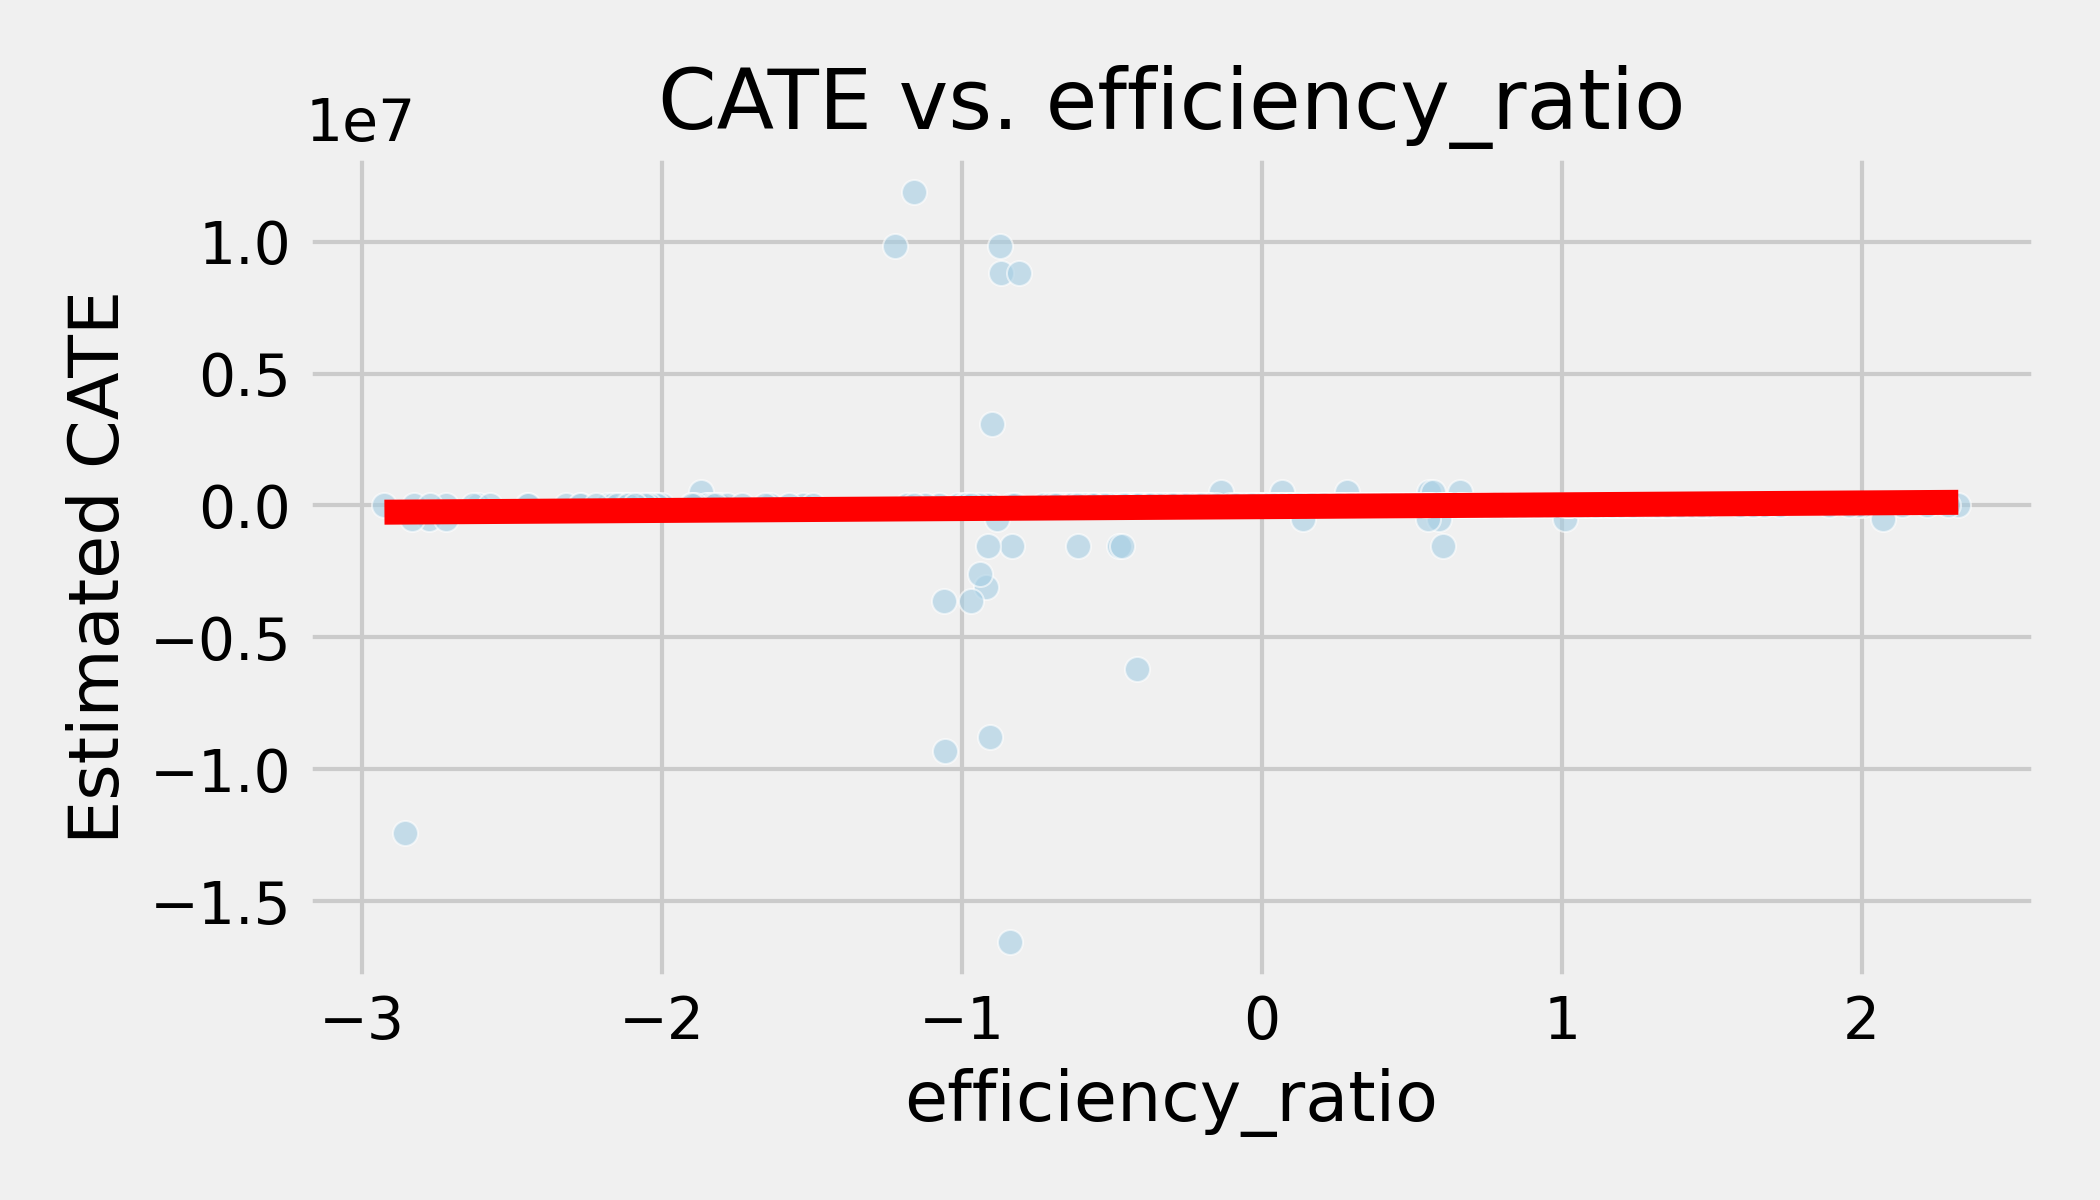 CATE vs. efficiency_ratio
1e7
1.0
0.5
0.0
−0.5
−1.0
−1.5
Estimated CATE
−3 −2 −1 0 1 2
efficiency_ratio